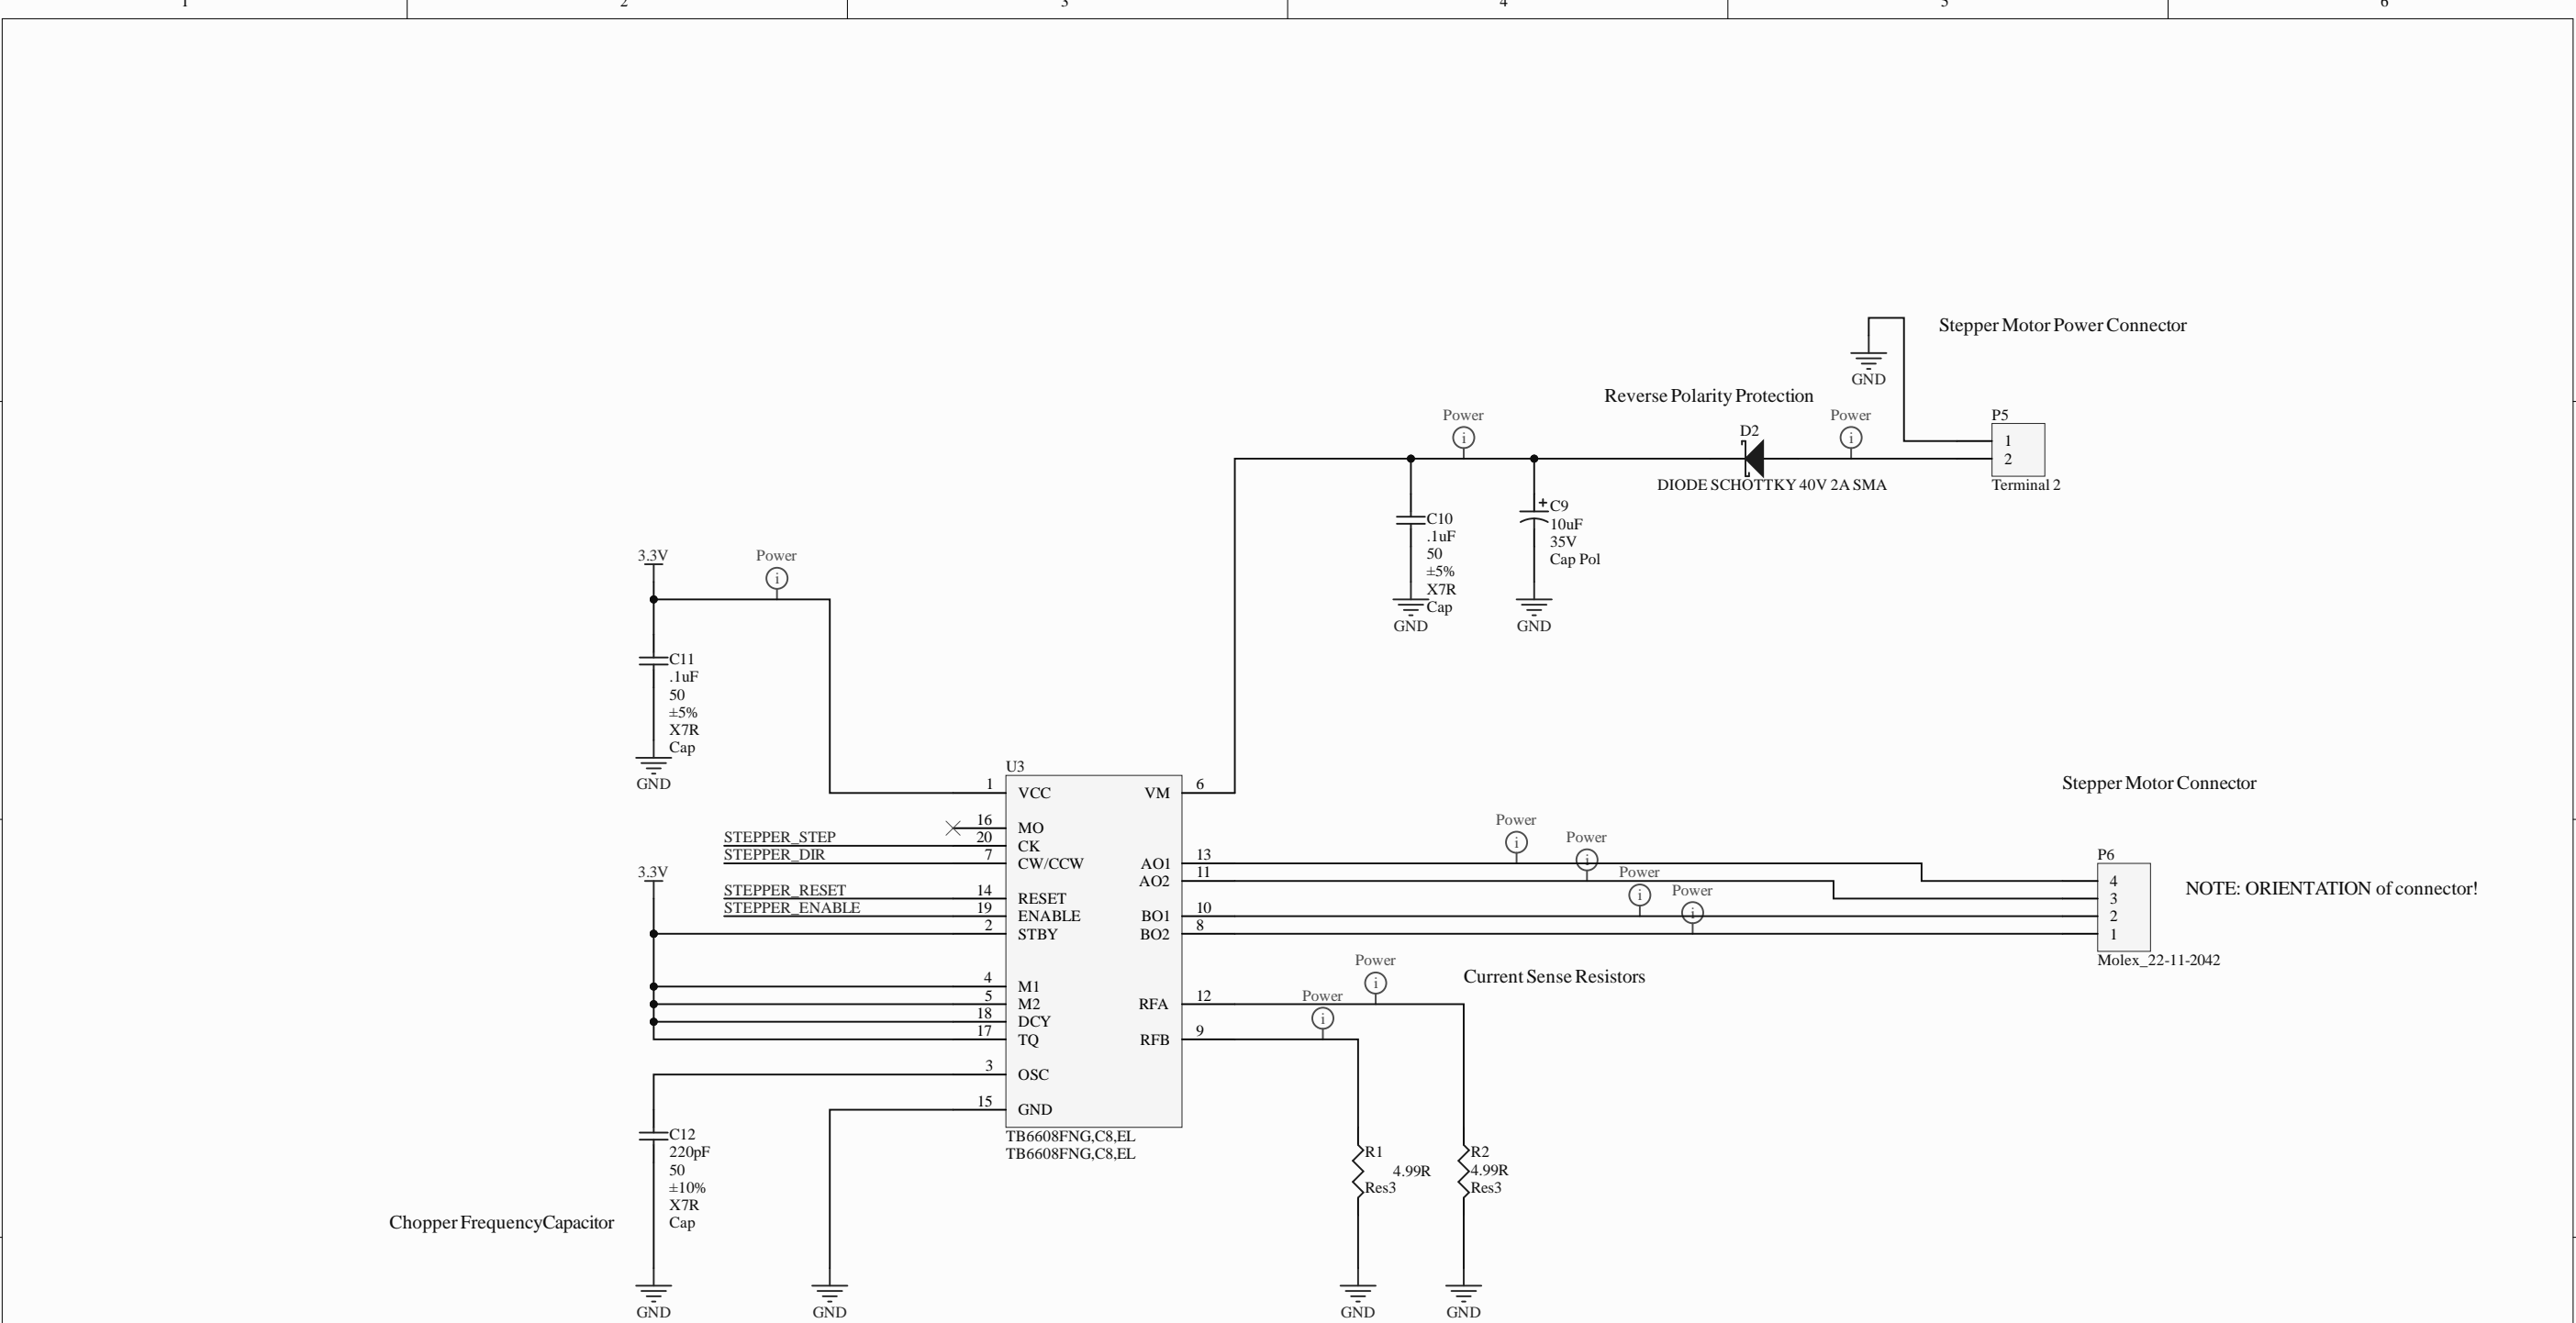 1
2
3
4
5
6
Stepper Motor Power Connector
GND
Reverse Polarity Protection
Power
Power
P5
D2
1
2
DIODE SCHOTTKY 40V 2A SMA
Terminal 2
C10
.1uF
50
±5%
X7R
Cap
GND
+
C9
10uF
35V
Cap Pol
GND
3.3V
Power
C11
.1uF
50
±5%
X7R
Cap
GND
U3
1
VCC
VM
6
Stepper Motor Connector
16
MO
STEPPER_STEP
20
CK
STEPPER_DIR
7
CW/CCW
AO1
13
AO2
11
Power
Power
Power
Power
P6
4
3
2
1
NOTE: ORIENTATION of connector!
Molex_22-11-2042
3.3V
STEPPER_RESET
14
RESET
STEPPER_ENABLE
19
ENABLE
BO1
10
2
STBY
BO2
8
4
M1
5
M2
RFA
12
Power
Current Sense Resistors
18
DCY
17
TQ
RFB
9
Power
3
OSC
15
GND
TB6608FNG,C8,EL
TB6608FNG,C8,EL
C12
220pF
50
±10%
X7R
Cap
Chopper Frequency Capacitor
R1
4.99R
Res3
R2
4.99R
Res3
GND
GND
GND
GND